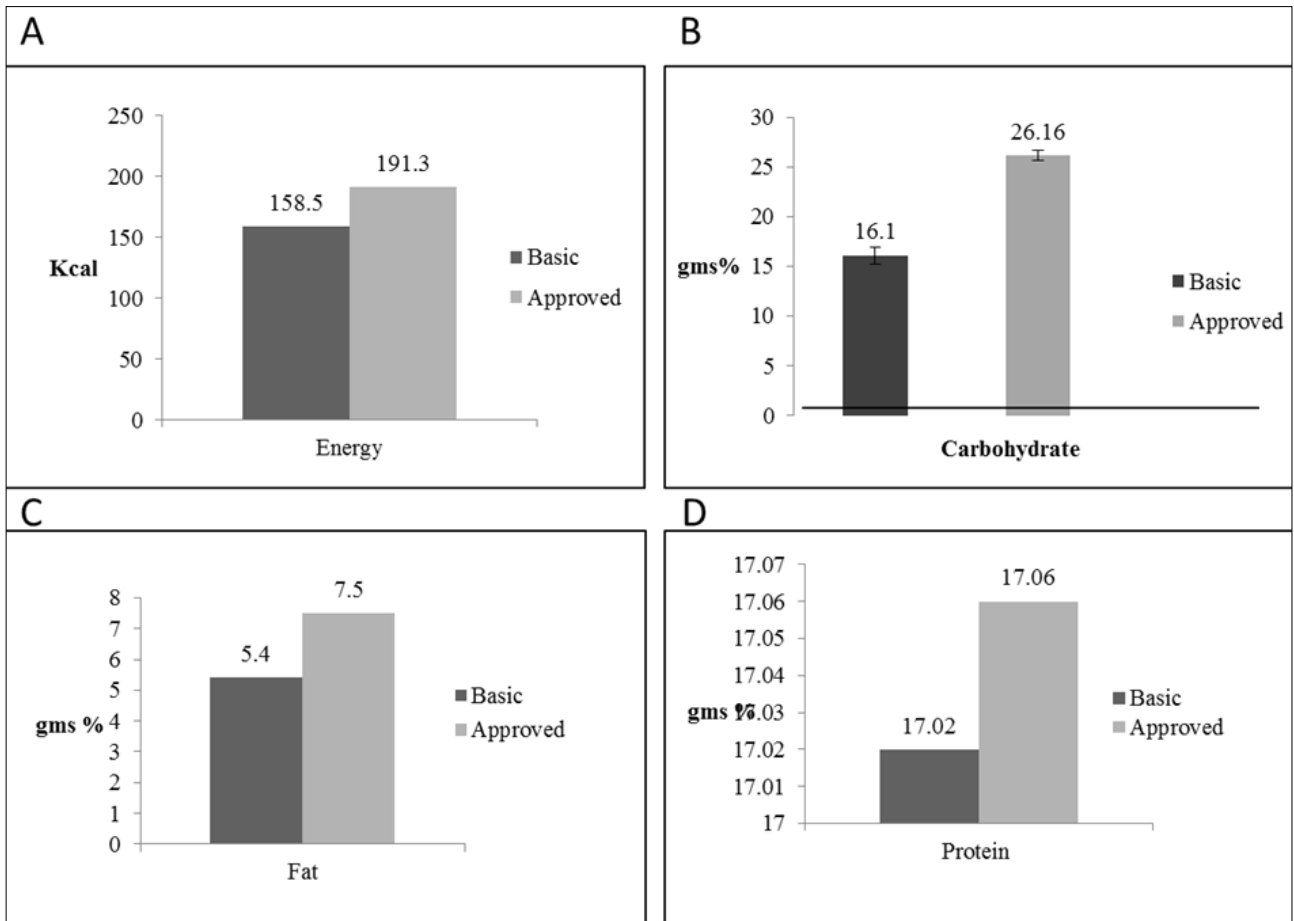 A
250
200
150
100
50
0
Kcal
158.5
191.3
Basic
Approved
Energy
B
30
25
20
15
10
5
0
gms%
16.1
26.16
Basic
Approved
Carbohydrate
C
8
7
6
5
4
3
2
1
0
gms %
5.4
7.5
Basic
Approved
Fat
D
17.07
17.06
17.05
17.04
17.03
17.02
17.01
17
gms %
17.02
17.06
Basic
Approved
Protein